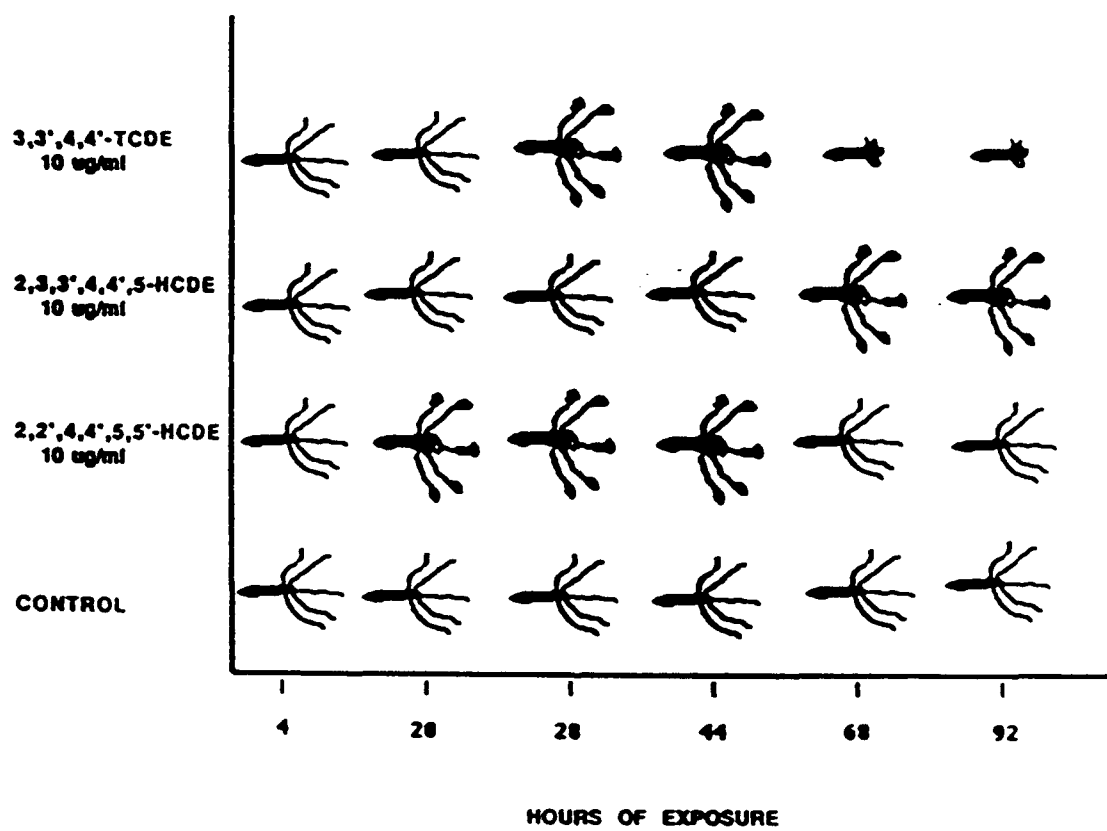 3,3',4,4'-TCDE
10 ug/ml
2,3,3',4,4',5-HCDE
10 ug/ml
2,2',4,4',5,5'-HCDE
10 ug/ml
CONTROL
4 20 28 44 68 92
HOURS OF EXPOSURE